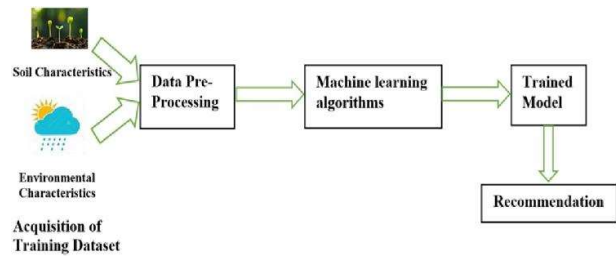 Soil Characteristics
Environmental
Characteristics
Acquisition of
Training Dataset
Data Pre-
Processing
Machine learning
algorithms
Trained
Model
Recommendation